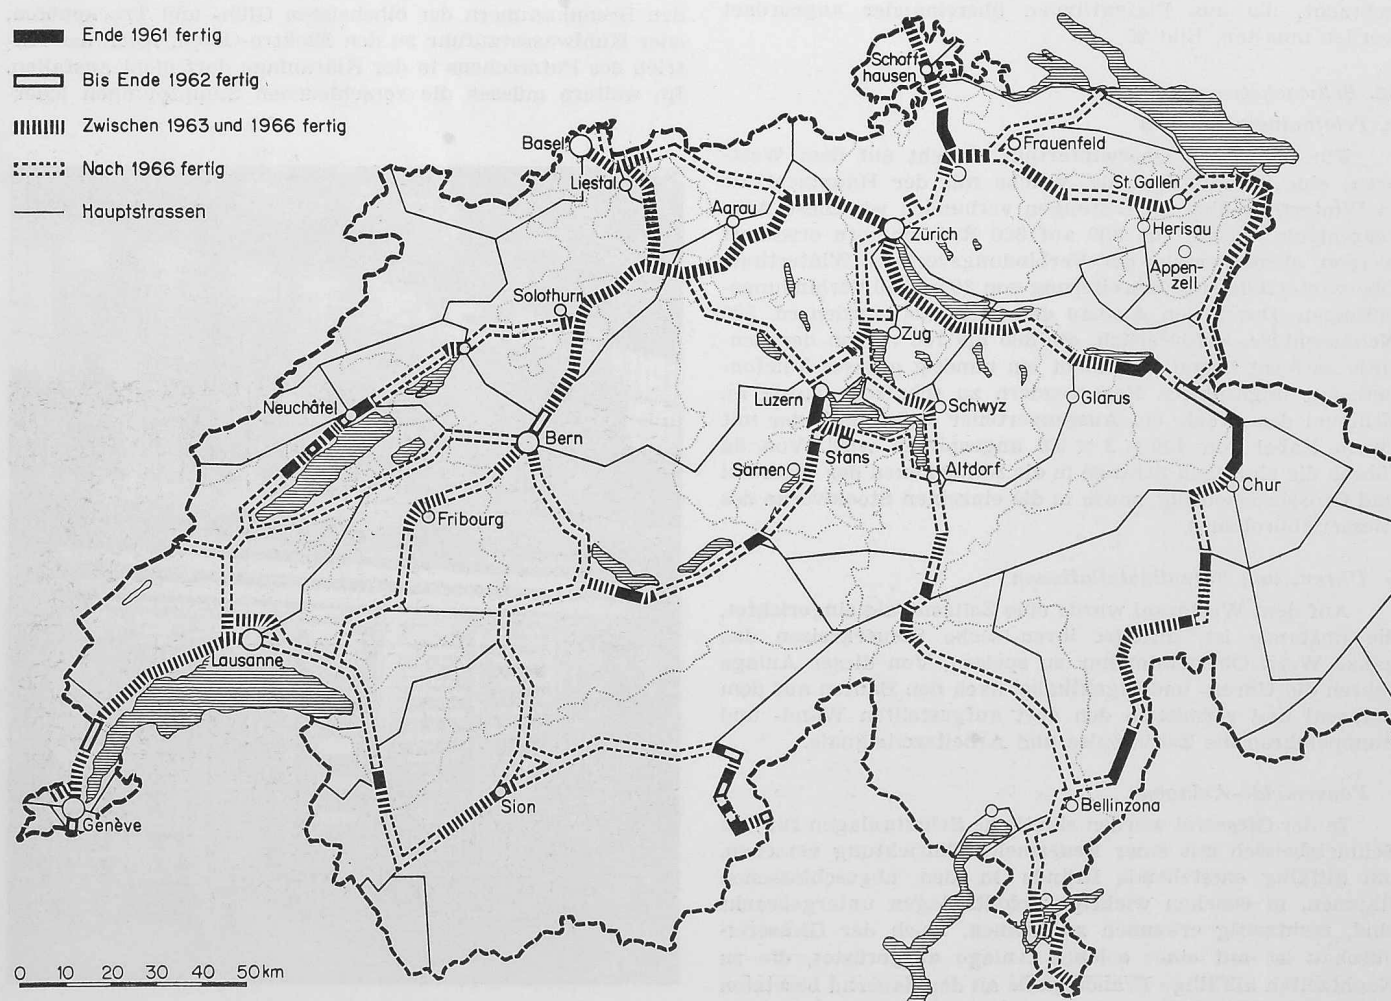 Ende 1961 fertig
Bis Ende 1962 fertig
Zwischen 1963 und 1966 fertig
Nach 1966 fertig
Hauptstrassen
Schaff
hausen
Basel
Liestal
Frauenfeld
St. Gallen
Aarau
Zürich
Herisau
Appen-
zell
Solothurn
Zug
Neuchâtel
Luzern
Schwyz
Glarus
Bern
Stans
Sarnen
Altdorf
Chur
Fribourg
Lausanne
Sion
Bellinzona
Genève
0 10 20 30 40 50 km